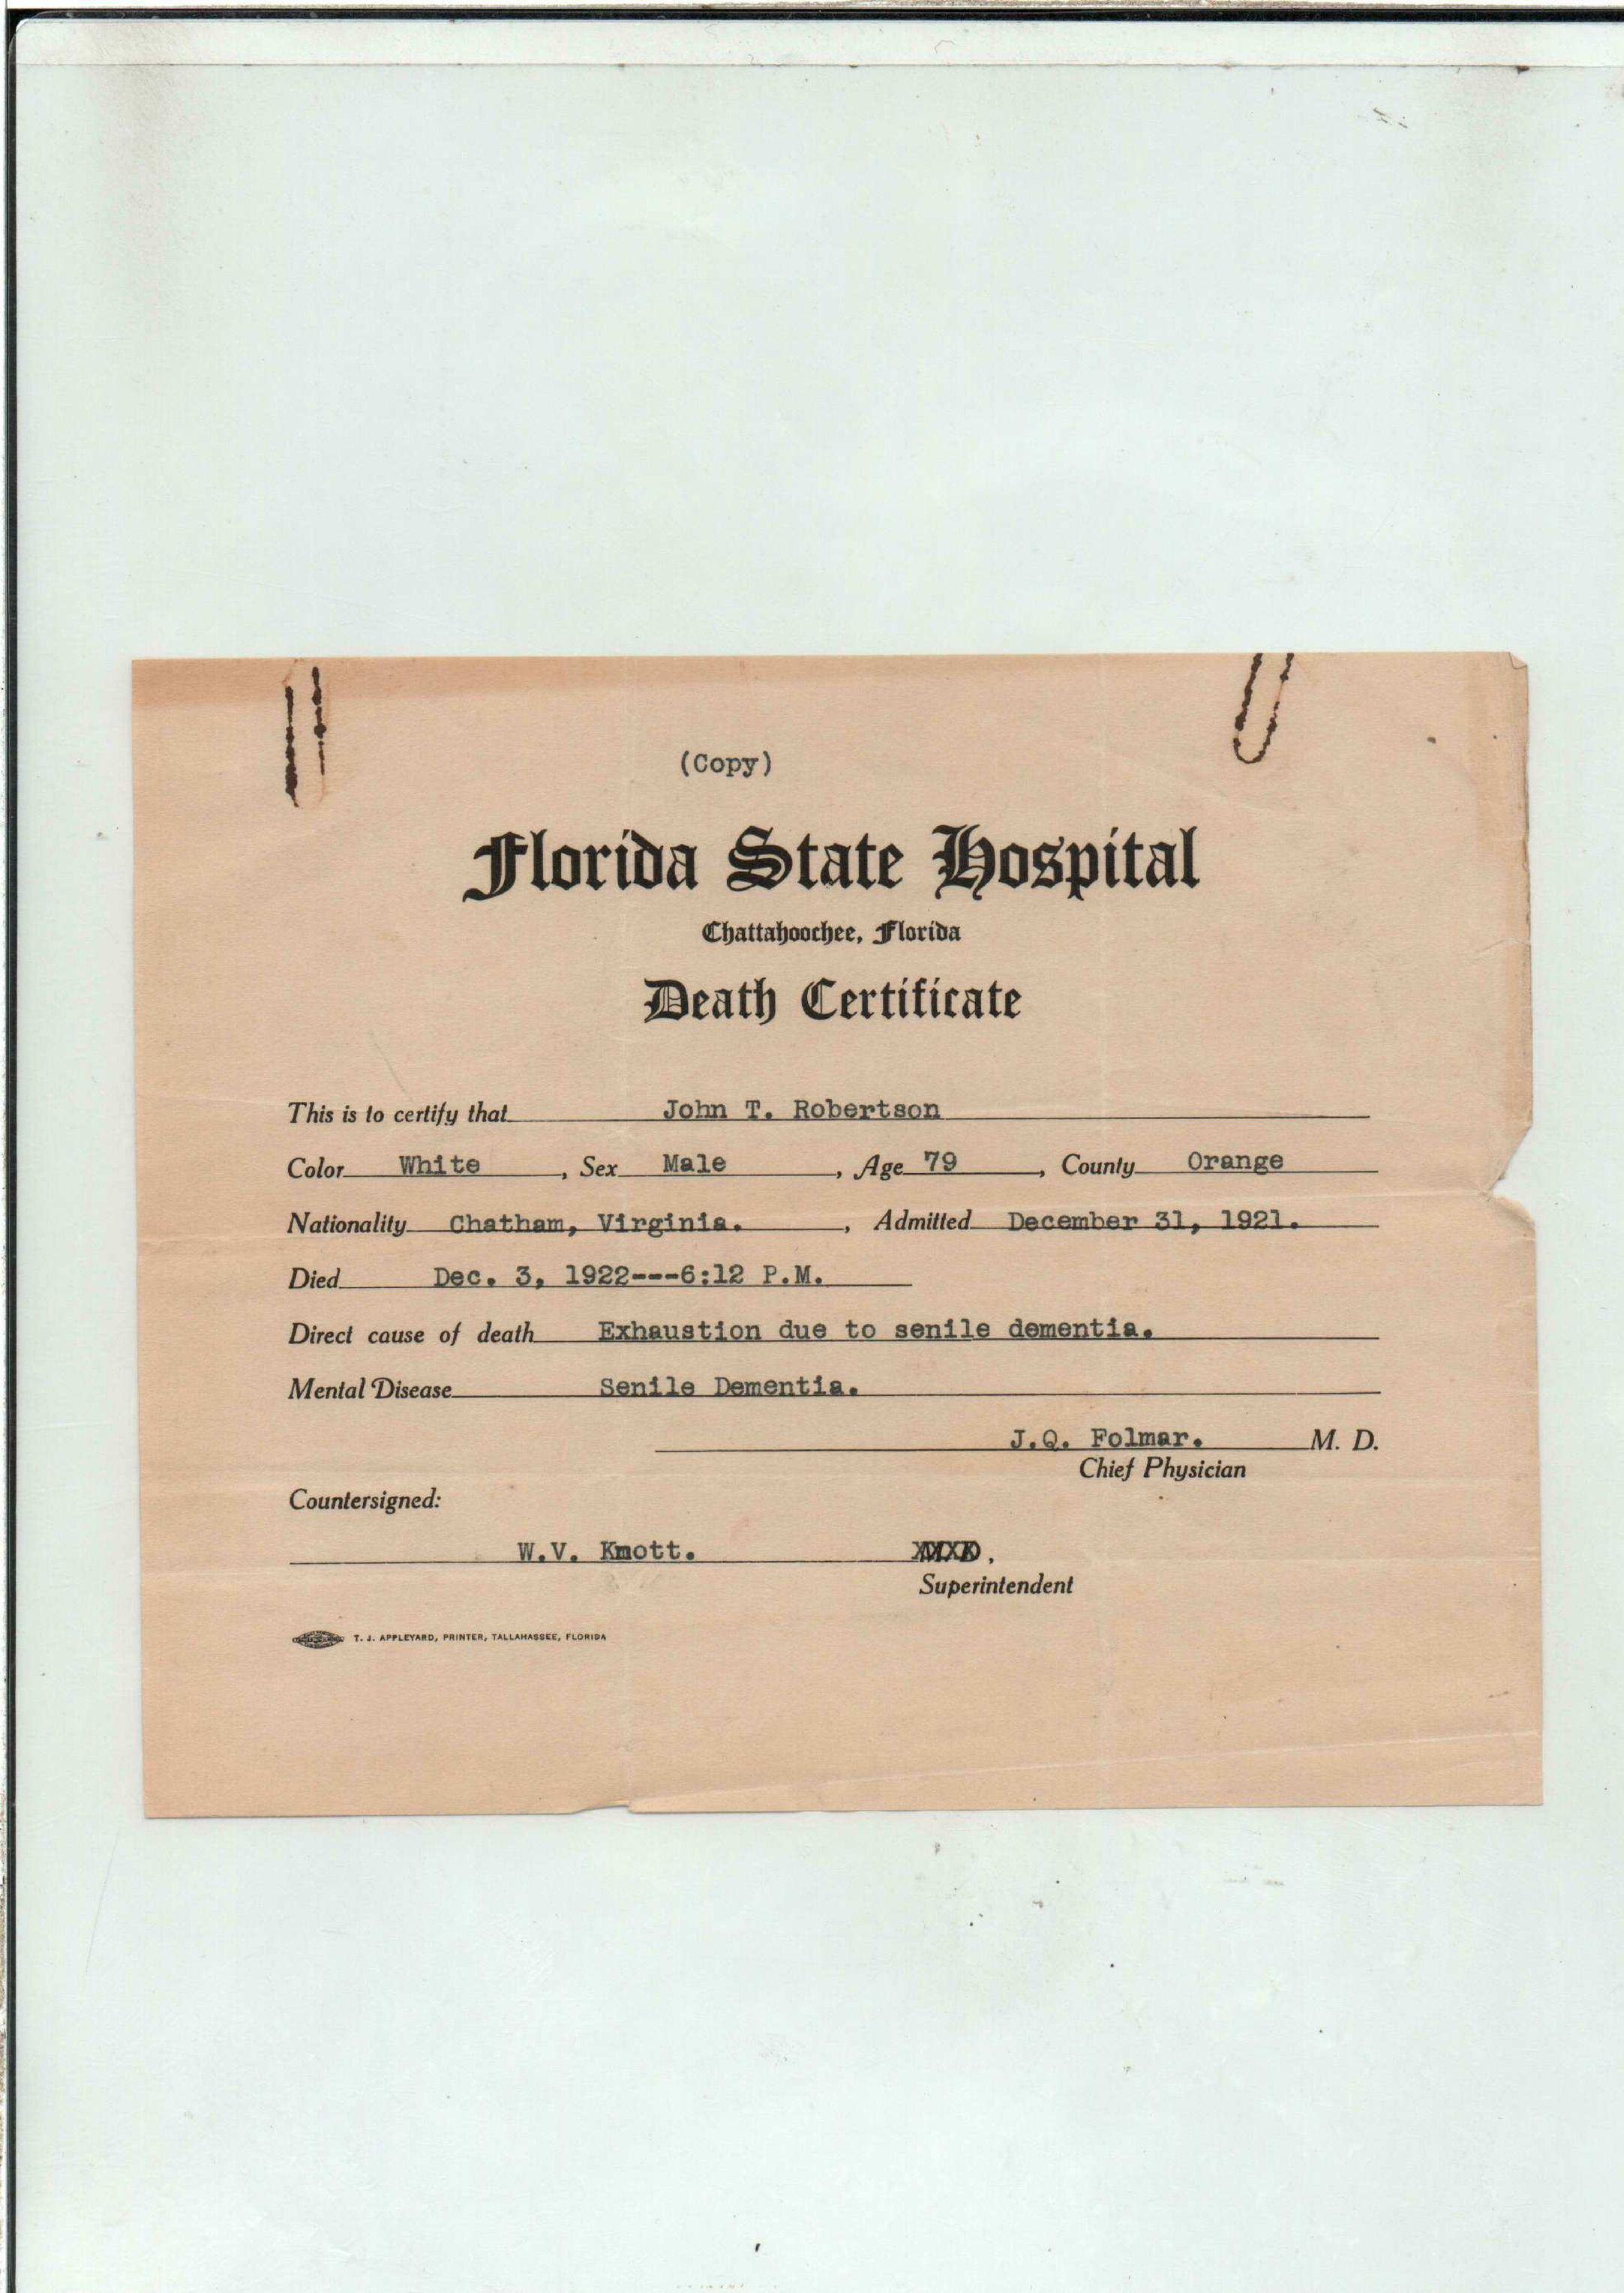 (Copy)
Florida State Hospital
Chattahoochee, Florida
Death Certificate
This is to certify that John T. Robertson
Color White, Sex Male, Age 79, County Orange
Nationality Chatham, Virginia., Admitted December 31, 1921.
Died Dec. 3, 1922---6:12 P.M.
Direct cause of death Exhaustion due to senile dementia.
Mental Disease Senile Dementia.
J.Q. Folmar. M. D.
Chief Physician
Countersigned:
W.V. Knott.
Superintendent
T. J. APPLEYARD, PRINTER, TALLAHASSEE, FLORIDA